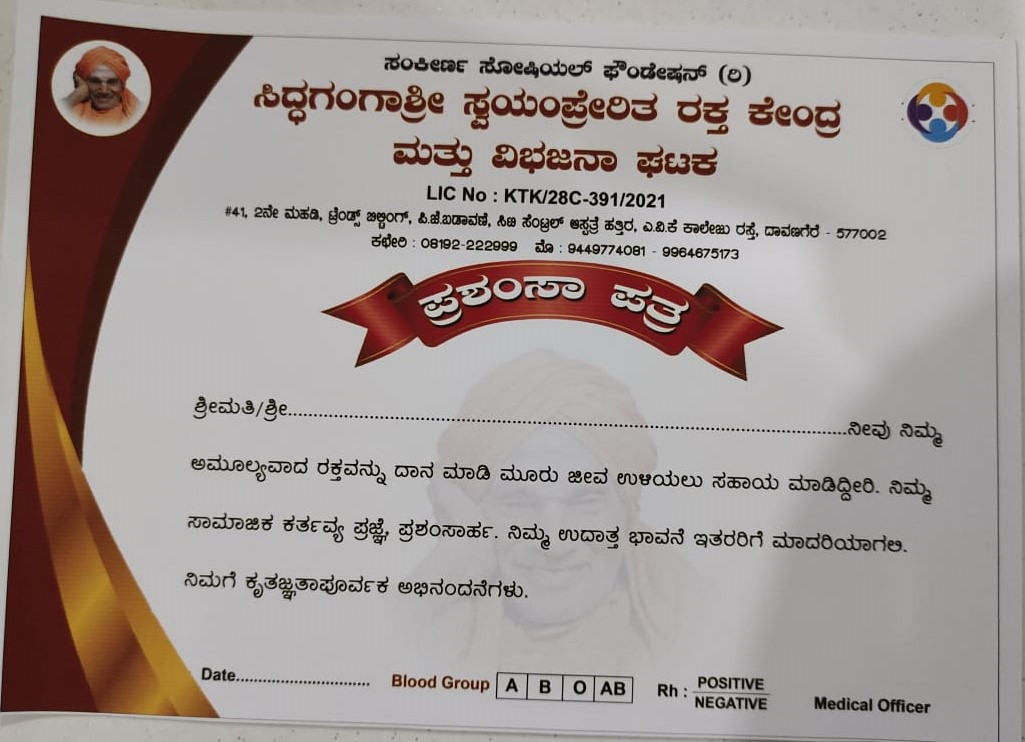 ಸಂಕೀರ್ಣ ಸೋಷಿಯಲ್ ಫೌಂಡೇಷನ್ (ರಿ)
ಸಿದ್ಧಗಂಗಾಶ್ರೀ ಸ್ವಯಂಪ್ರೇರಿತ ರಕ್ತ ಕೇಂದ್ರ
ಮತ್ತು ವಿಭಜನಾ ಘಟಕ
LIC No : KTK/28C-391/2021
#41, 2ನೇ ಮಹಡಿ, ಟ್ರೆಂಡ್ಸ್ ಬಿಲ್ಡಿಂಗ್, ಪಿ.ಜೆ.ಬಡಾವಣೆ, ಸಿಟಿ ಸೆಂಟ್ರಲ್ ಆಸ್ಪತ್ರೆ ಹತ್ತಿರ, ಎ.ವಿ.ಕೆ ಕಾಲೇಜು ರಸ್ತೆ, ದಾವಣಗೆರೆ - 577002
ಕಛೇರಿ : 08192-222999 ಮೊ : 9449774081 - 9964675173
ಪ್ರಶಂಸಾ ಪತ್ರ
ಶ್ರೀಮತಿ/ಶ್ರೀ................................................................................................ನೀವು ನಿಮ್ಮ
ಅಮೂಲ್ಯವಾದ ರಕ್ತವನ್ನು ದಾನ ಮಾಡಿ ಮೂರು ಜೀವ ಉಳಿಯಲು ಸಹಾಯ ಮಾಡಿದ್ದೀರಿ. ನಿಮ್ಮ
ಸಾಮಾಜಿಕ ಕರ್ತವ್ಯ ಪ್ರಜ್ಞೆ, ಪ್ರಶಂಸಾರ್ಹ. ನಿಮ್ಮ ಉದಾತ್ತ ಭಾವನೆ ಇತರರಿಗೆ ಮಾದರಿಯಾಗಲಿ.
ನಿಮಗೆ ಕೃತಜ್ಞತಾಪೂರ್ವಕ ಅಭಿನಂದನೆಗಳು.
Date.............................. Blood Group A B O AB Rh : POSITIVE
NEGATIVE Medical Officer